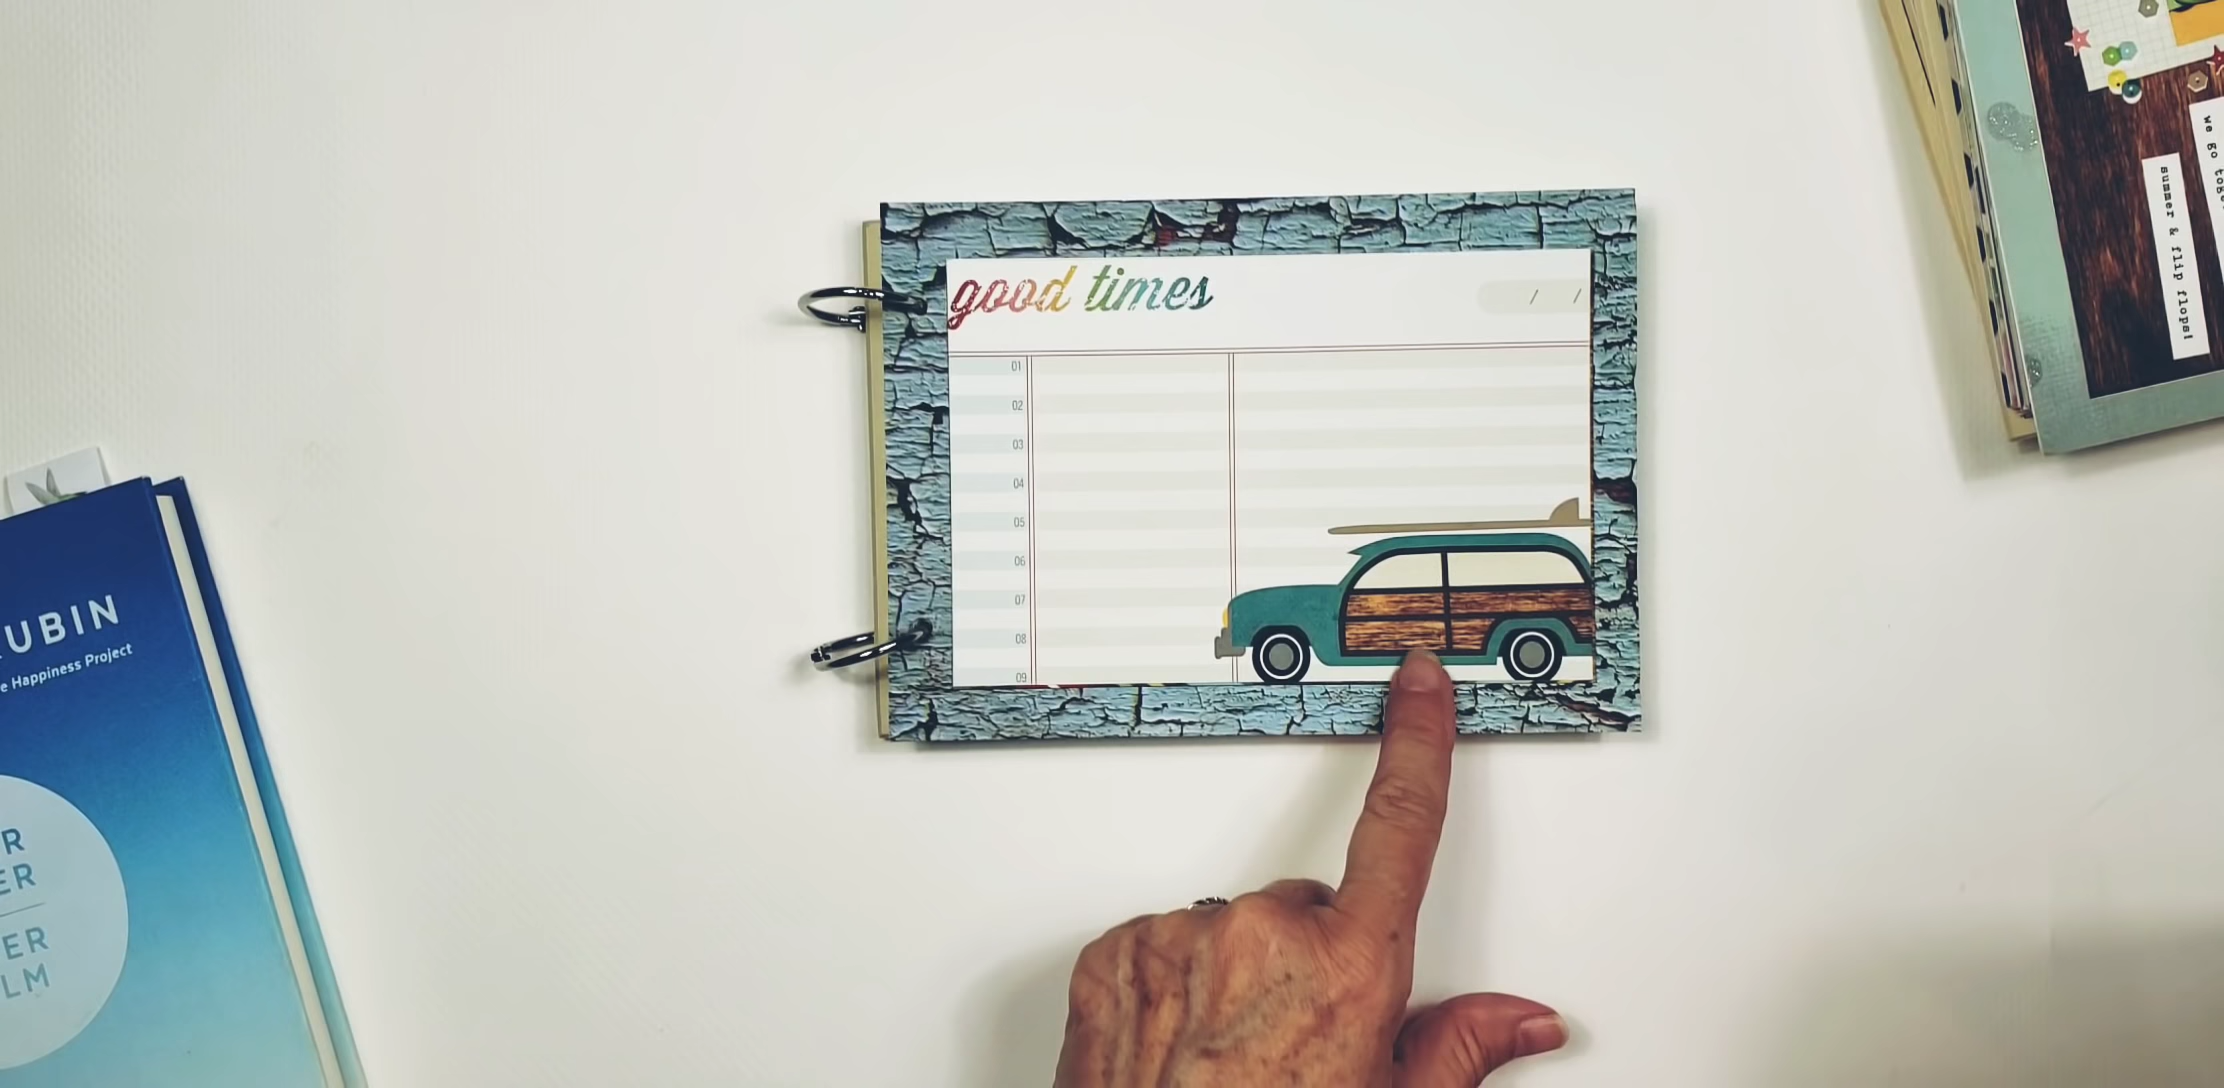 good times
/ /
01
02
03
04
05
06
07
08
09
UBIN
e Happiness Project
R
ER
ER
LM
we go
summer & flip flops!